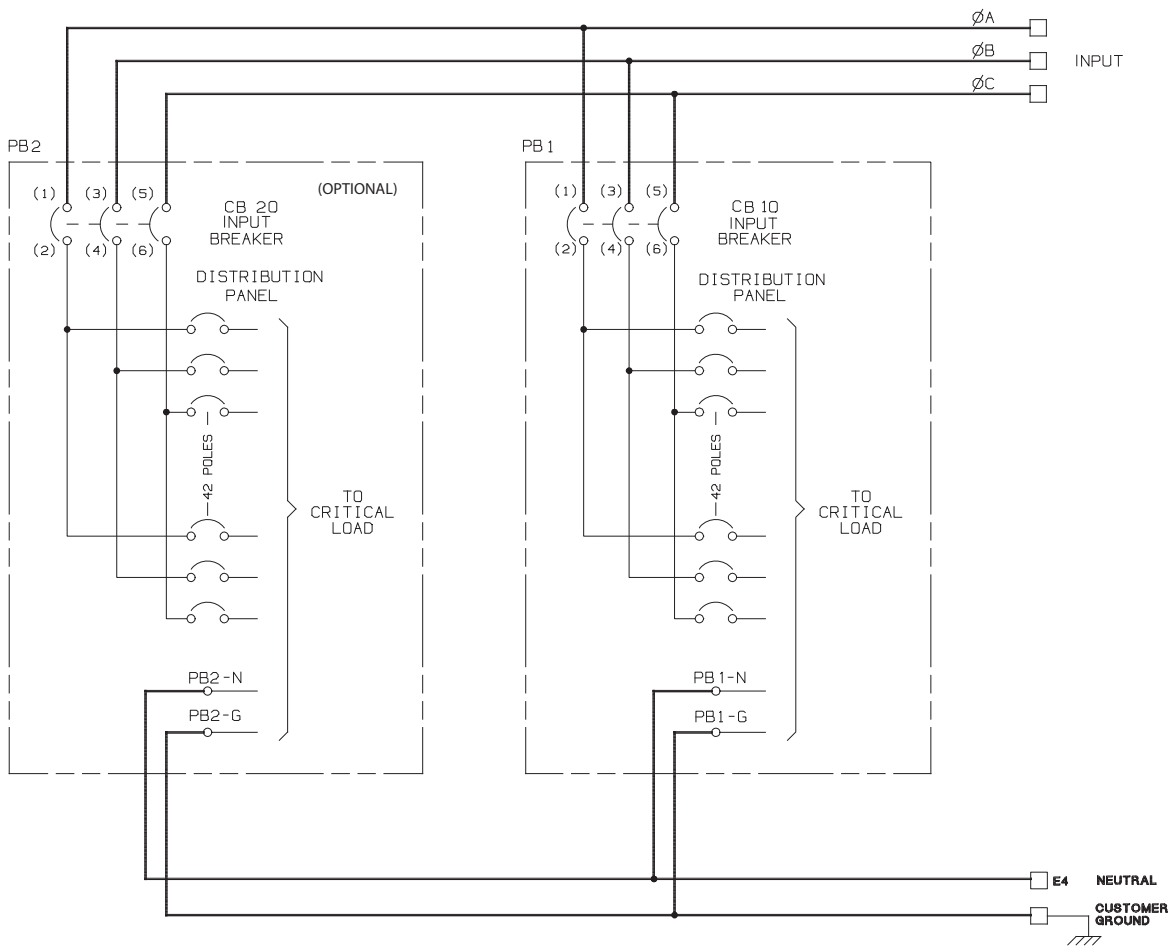 ØA
ØB
INPUT
ØC
PB2
(OPTIONAL)
(1) (3) (5)
CB 20
INPUT
BREAKER
(2) (4) (6)
DISTRIBUTION
PANEL
42 POLES
TO
CRITICAL
LOAD
PB2-N
PB2-G
PB1
(1) (3) (5)
CB 10
INPUT
BREAKER
(2) (4) (6)
DISTRIBUTION
PANEL
42 POLES
TO
CRITICAL
LOAD
PB1-N
PB1-G
E4 NEUTRAL
CUSTOMER
GROUND